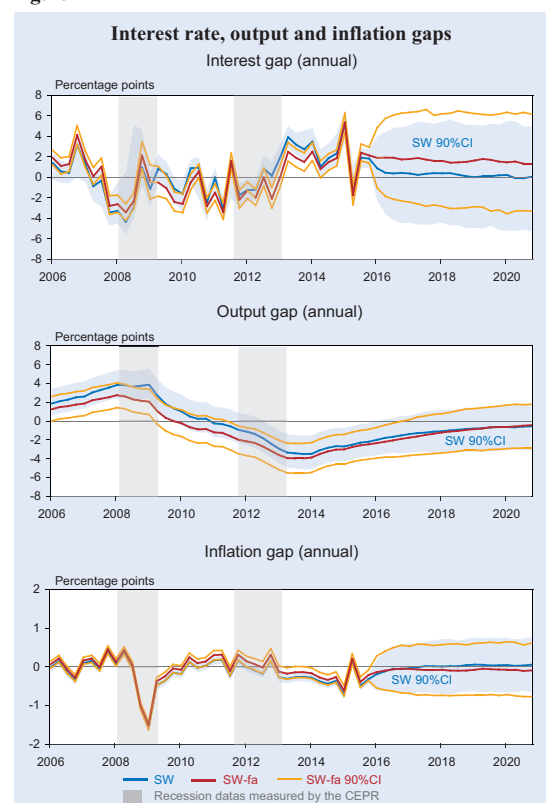 Interest rate, output and inflation gaps
Interest gap (annual)
Percentage points
8
6
4
2
0
-2
-4
-6
-8
SW 90%CI
2006 2008 2010 2012 2014 2016 2018 2020
Output gap (annual)
Percentage points
8
6
4
2
0
-2
-4
-6
-8
SW 90%CI
2006 2008 2010 2012 2014 2016 2018 2020
Inflation gap (annual)
Percentage points
2
1
0
-1
-2
SW 90%CI
2006 2008 2010 2012 2014 2016 2018 2020
SW SW-fa SW-fa 90%CI
Recession datas measured by the CEPR